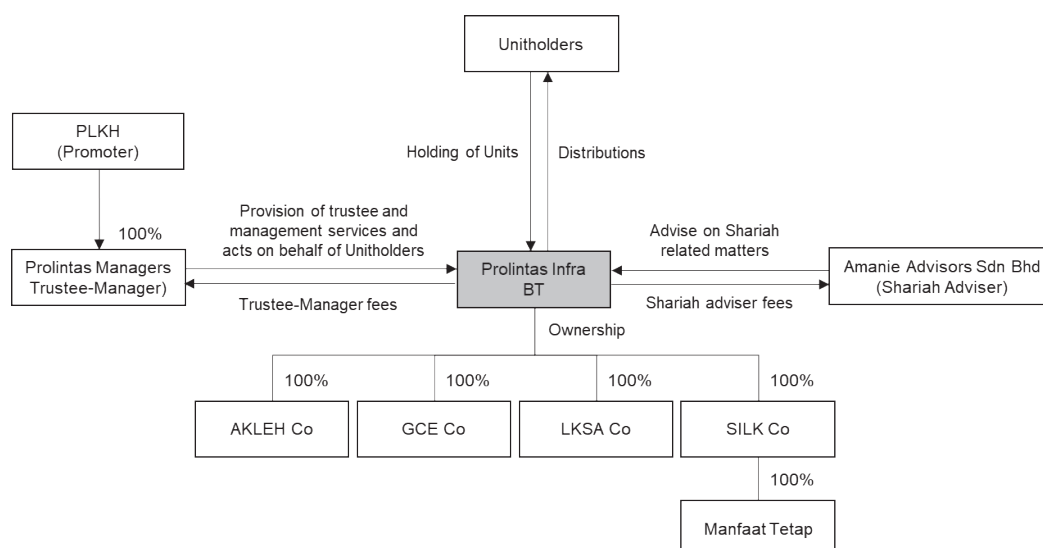 Unitholders
PLKH
(Promoter)
Holding of Units
Distributions
100%
Provision of trustee and
management services and
acts on behalf of Unitholders
Advise on Shariah
related matters
Prolintas Managers
Trustee-Manager)
Prolintas Infra
BT
Amanie Advisors Sdn Bhd
(Shariah Adviser)
Trustee-Manager fees
Shariah adviser fees
Ownership
100%
100%
100%
100%
AKLEH Co
GCE Co
LKSA Co
SILK Co
100%
Manfaat Tetap